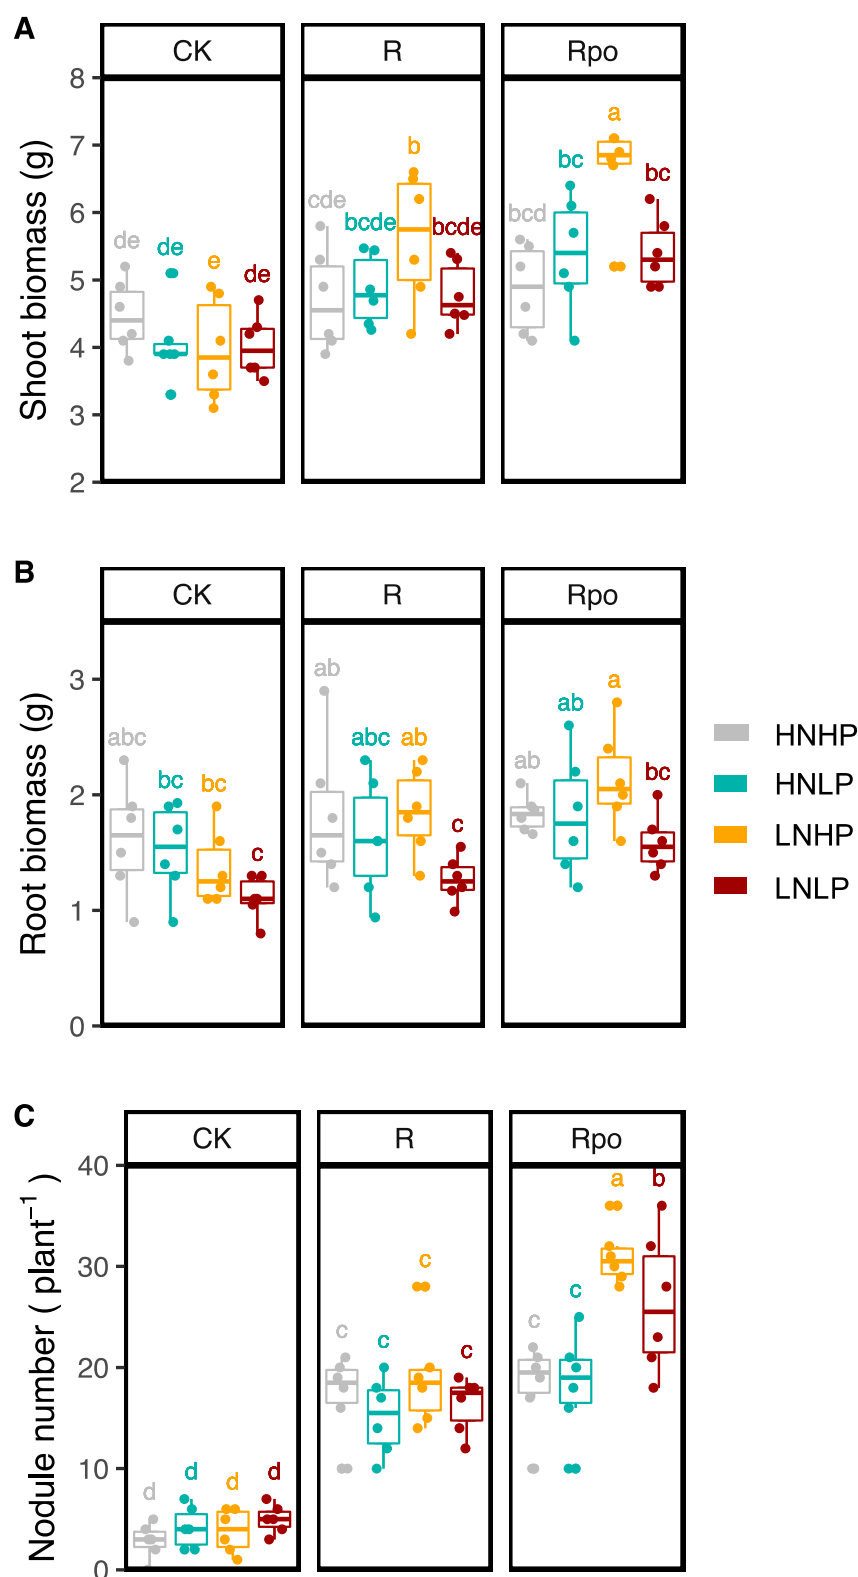 A
CK R Rpo
Shoot biomass (g)
8
7
6
5
4
3
2
de de e de
cde bcde b bcde
bcd bc a bc
B
CK R Rpo
Root biomass (g)
3
2
1
0
abc bc bc c
ab abc ab c
ab ab a bc
HNHP
HNLP
LNHP
LNLP
C
CK R Rpo
Nodule number ( plant⁻¹ )
40
30
20
10
0
d d d d
c c c c
c c a b